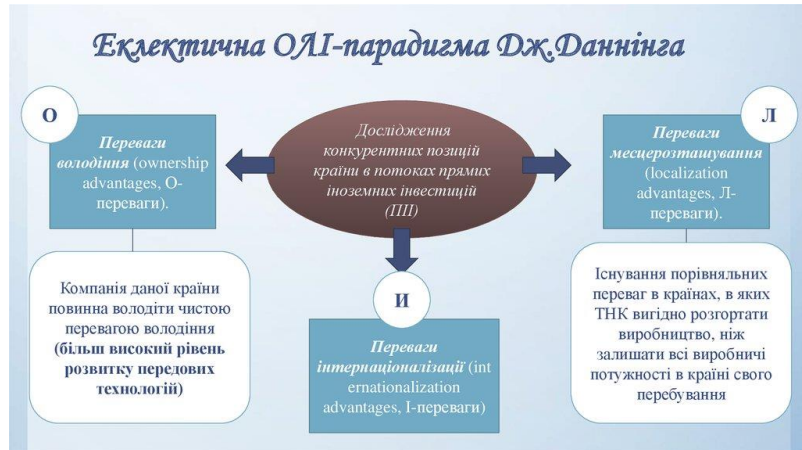 Еклектична ОЛІ-парадигма Дж.Даннінга
О
Переваги
володіння (ownership
advantages, О-
переваги).
Компанія даної країни
повинна володіти чистою
перевагою володіння
(більш високий рівень
розвитку передових
технологій)
Дослідження
конкурентних позицій
країни в потоках прямих
іноземних інвестицій
(ПІІ)
И
Переваги
інтернаціоналізації (int
ernationalization
advantages, І-переваги)
Л
Переваги
месцерозташування
(localization
advantages, Л-
переваги).
Існування порівняльних
переваг в країнах, в яких
ТНК вигідно розгортати
виробництво, ніж
залишати всі виробничі
потужності в країні свого
перебування